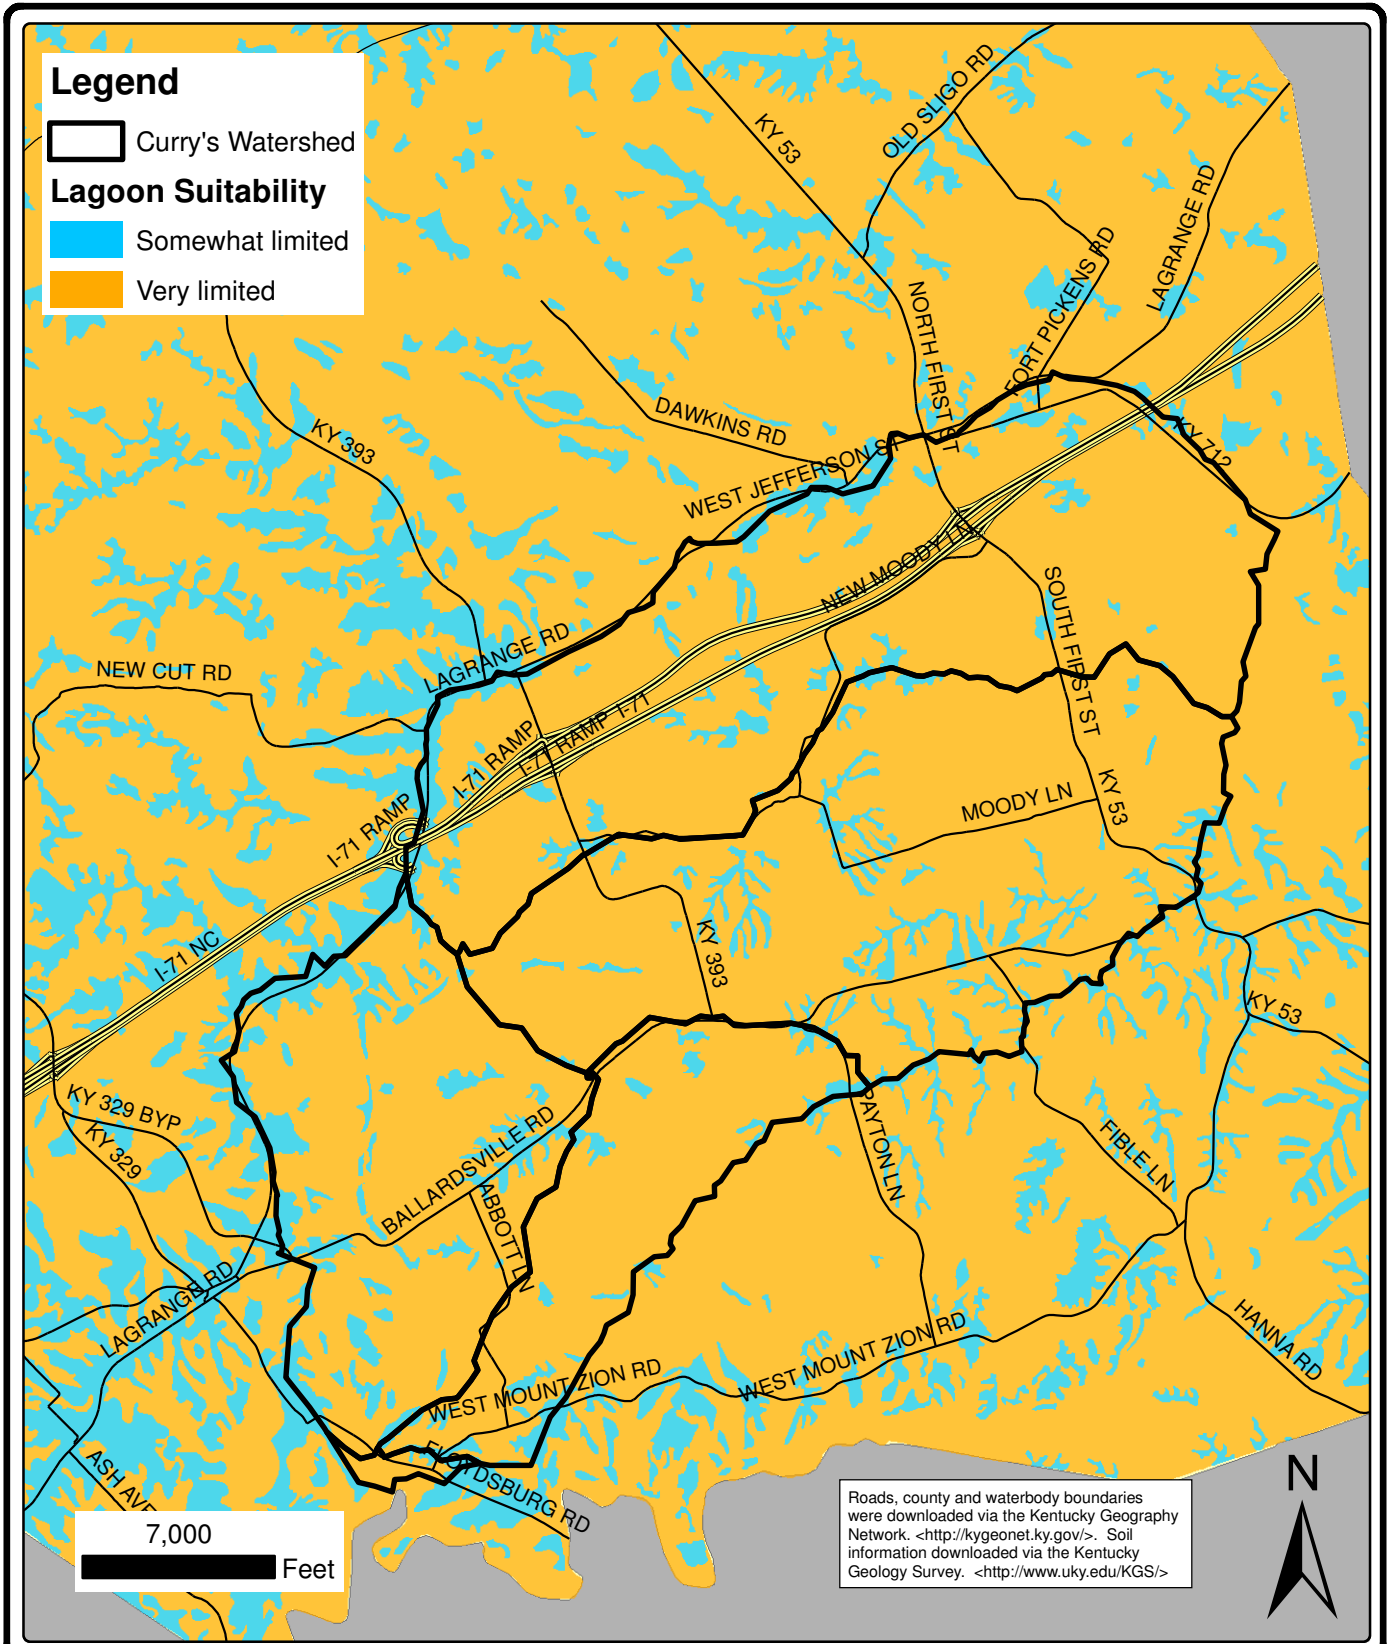 Legend
Curry's Watershed
Lagoon Suitability
Somewhat limited
Very limited
KY 53
OLD SLIGO RD
LAGRANGE RD
FORT PICKENS RD
NORTH FIRST ST
KY 393
DAWKINS RD
KY 712
WEST JEFFERSON ST
NEW MOODY LN
SOUTH FIRST ST
LAGRANGE RD
NEW CUT RD
I-71 RAMP
I-71 RAMP
I-71
I-71 RAMP
MOODY LN
KY 53
I-71 NC
KY 393
KY 53
KY 329 BYP
KY 329
BALLARDSVILLE RD
ABBOTT LN
PAYTON LN
FIBLE LN
LAGRANGE RD
HANNA RD
WEST MOUNT ZION RD
WEST MOUNT ZION RD
FLOYDSBURG RD
ASH AVE
7,000
Feet
N
Roads, county and waterbody boundaries
were downloaded via the Kentucky Geography
Network. <http://kygeonet.ky.gov/>. Soil
information downloaded via the Kentucky
Geology Survey. <http://www.uky.edu/KGS/>